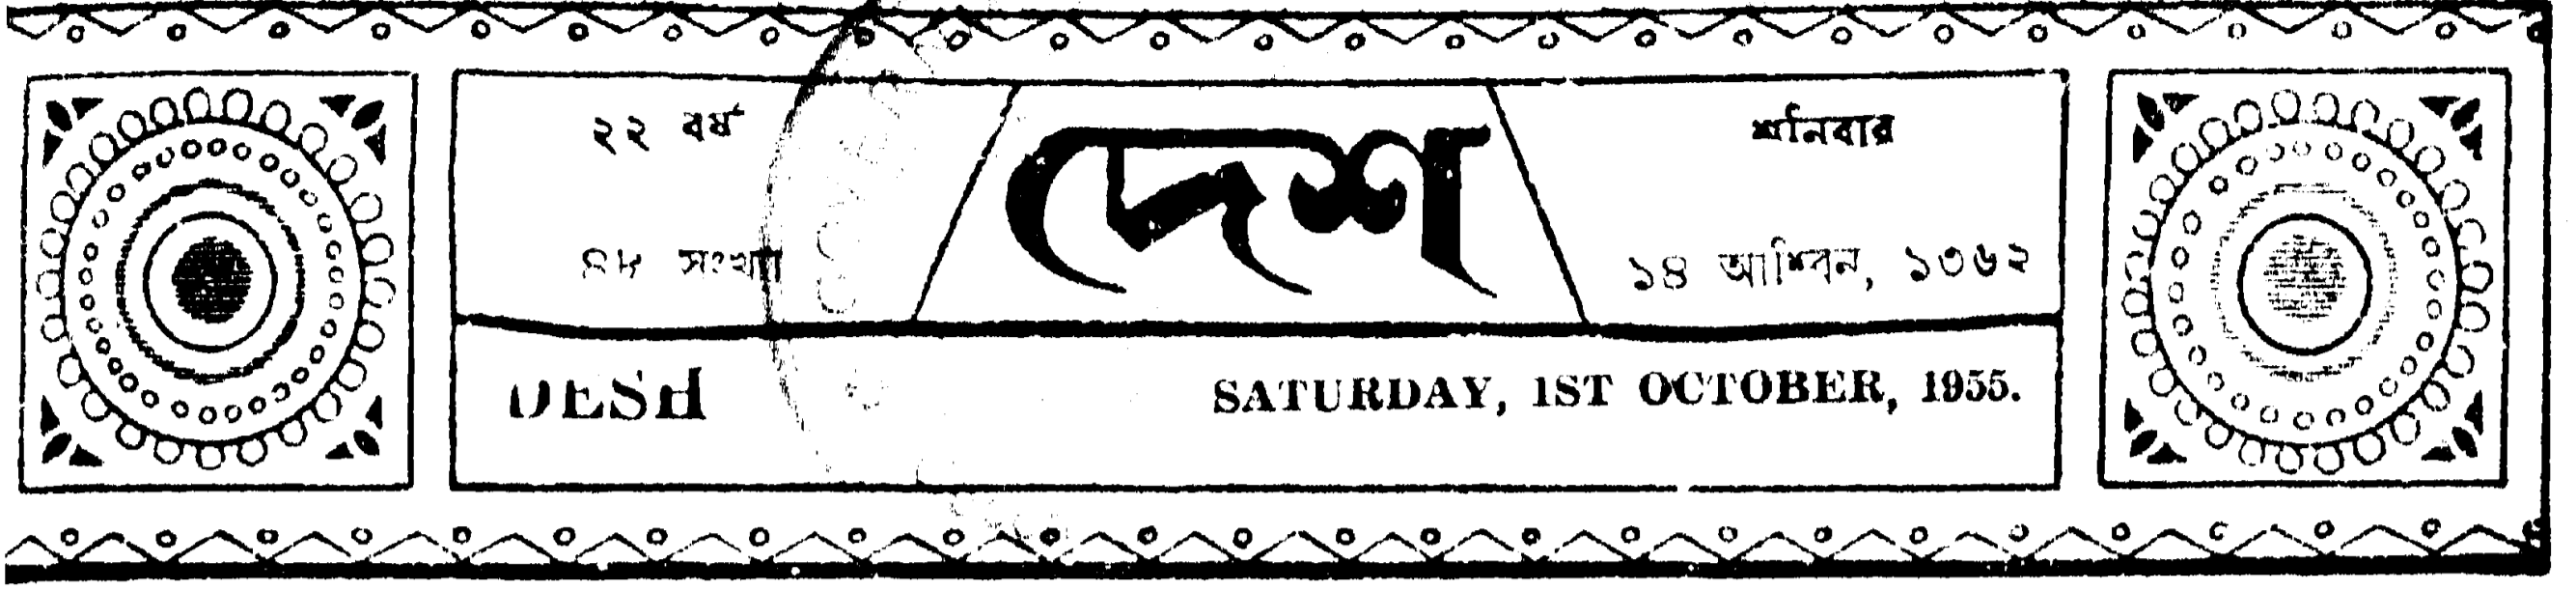 ২২ বর্ষ
৪৮ সংখ্যা
দেশ
শনিবার
১৪ আশ্বিন, ১৩৬২
DESH
SATURDAY, 1ST OCTOBER, 1955.